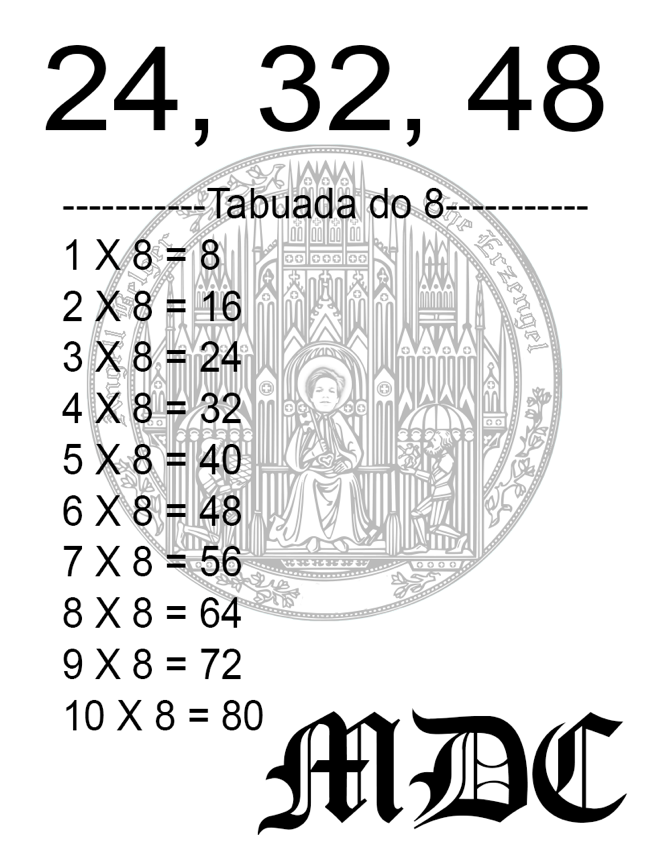 24, 32, 48
-----------Tabuada do 8-----------
1 X 8 = 8
2 X 8 = 16
3 X 8 = 24
4 X 8 = 32
5 X 8 = 40
6 X 8 = 48
7 X 8 = 56
8 X 8 = 64
9 X 8 = 72
10 X 8 = 80
MDC
Erzengel